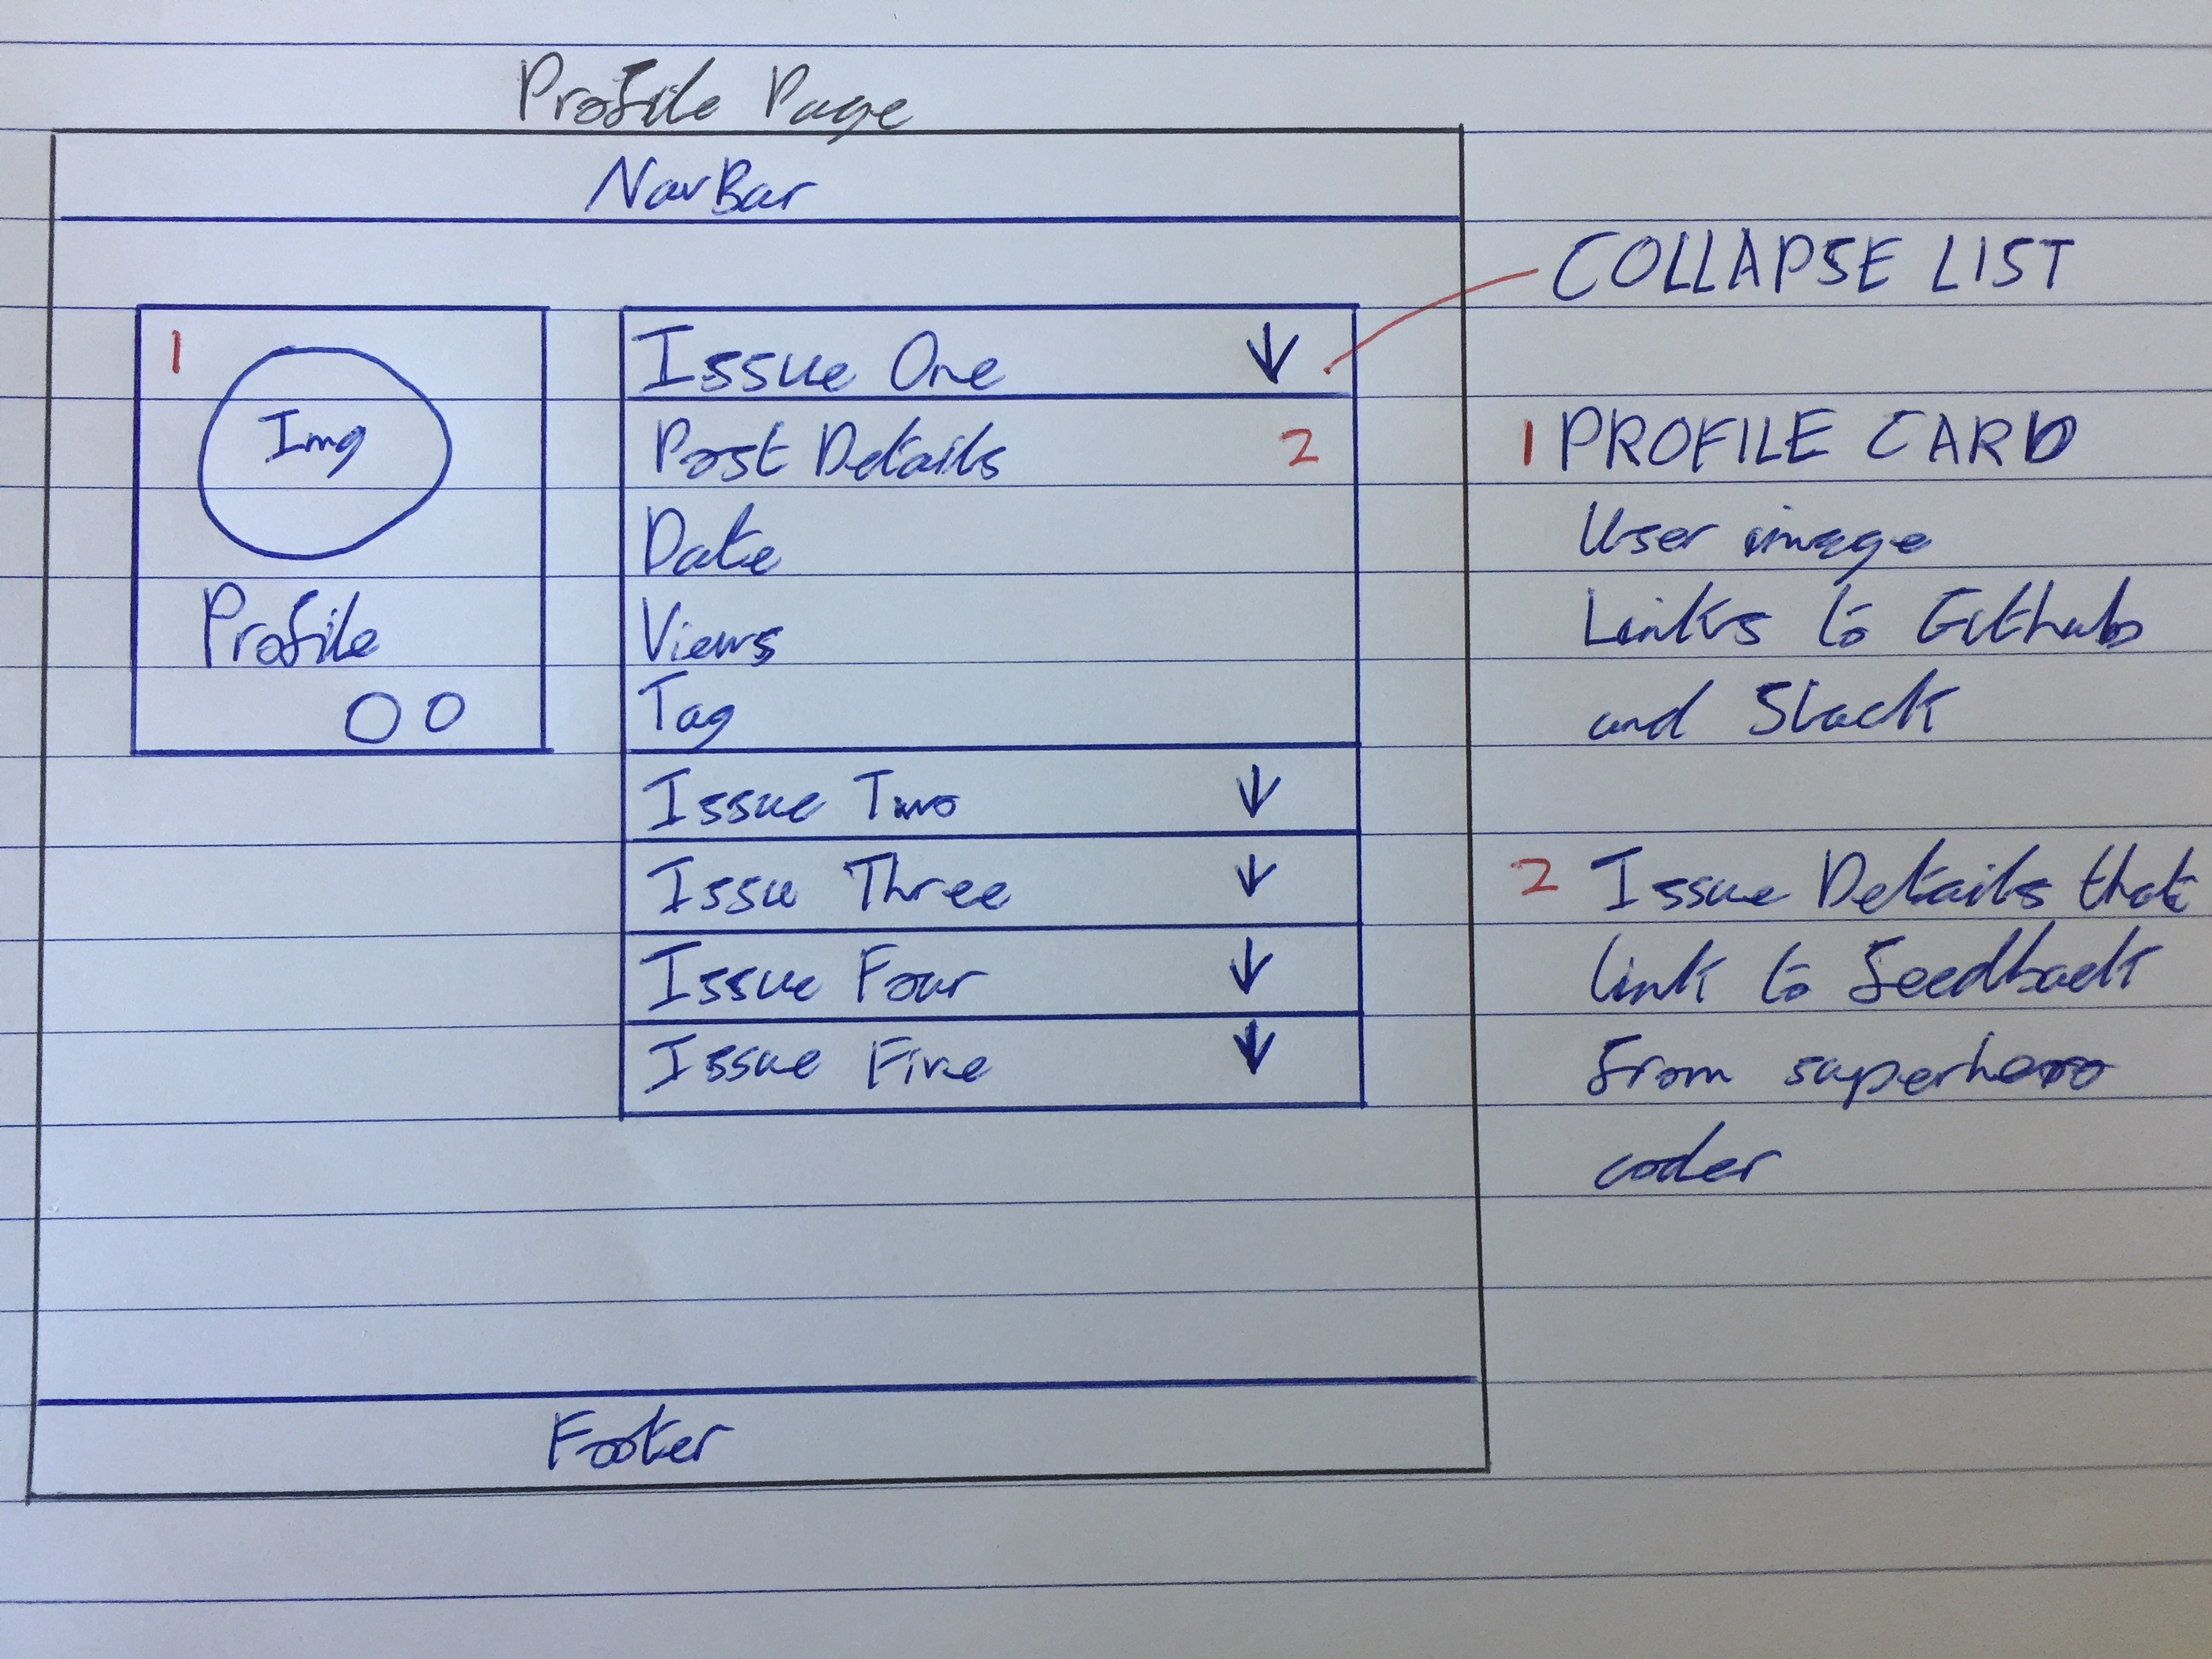 Profile Page
NavBar
COLLAPSE LIST
1
Img
Profile
Issue One
Post Details 2
Date
Views
Tag
Issue Two
Issue Three
Issue Four
Issue Five
1 PROFILE CARD
User image
Links to Github
and Slack
2 Issue Details that
link to feedback
from superhero
coder
Footer